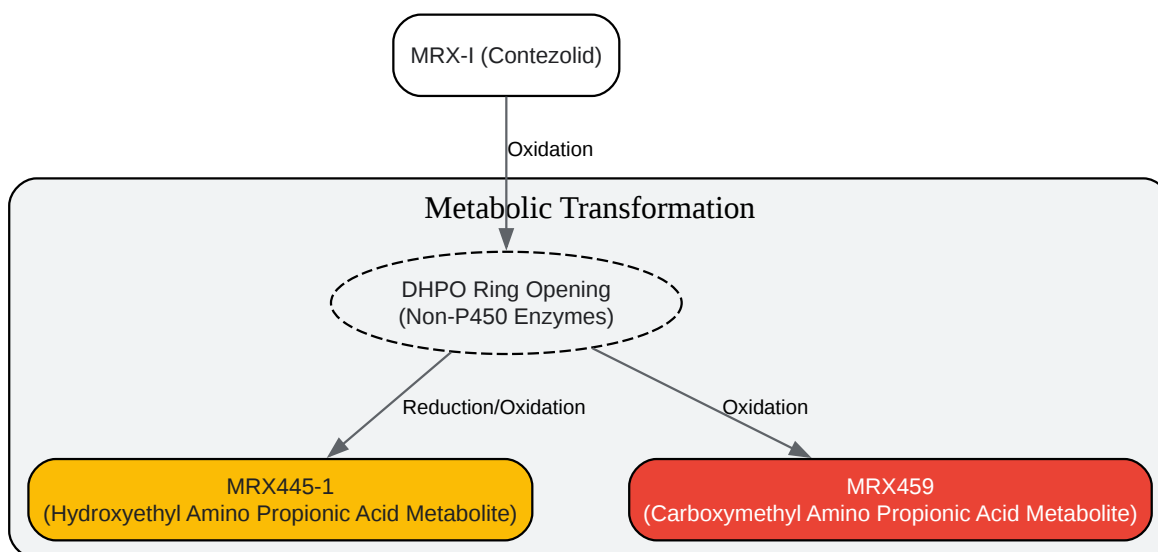 MRX-I (Contezolid)
Oxidation
Metabolic Transformation
DHPO Ring Opening
(Non-P450 Enzymes)
Reduction/Oxidation
Oxidation
MRX445-1
(Hydroxyethyl Amino Propionic Acid Metabolite)
MRX459
(Carboxymethyl Amino Propionic Acid Metabolite)